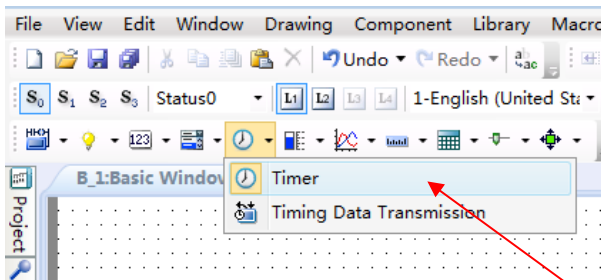 File View Edit Window Drawing Component Library Macro
Undo Redo
S0 S1 S2 S3 Status0 L1 L2 L3 L4 1-English (United Sta
123
B_1:Basic Window
Timer
Timing Data Transmission
Project